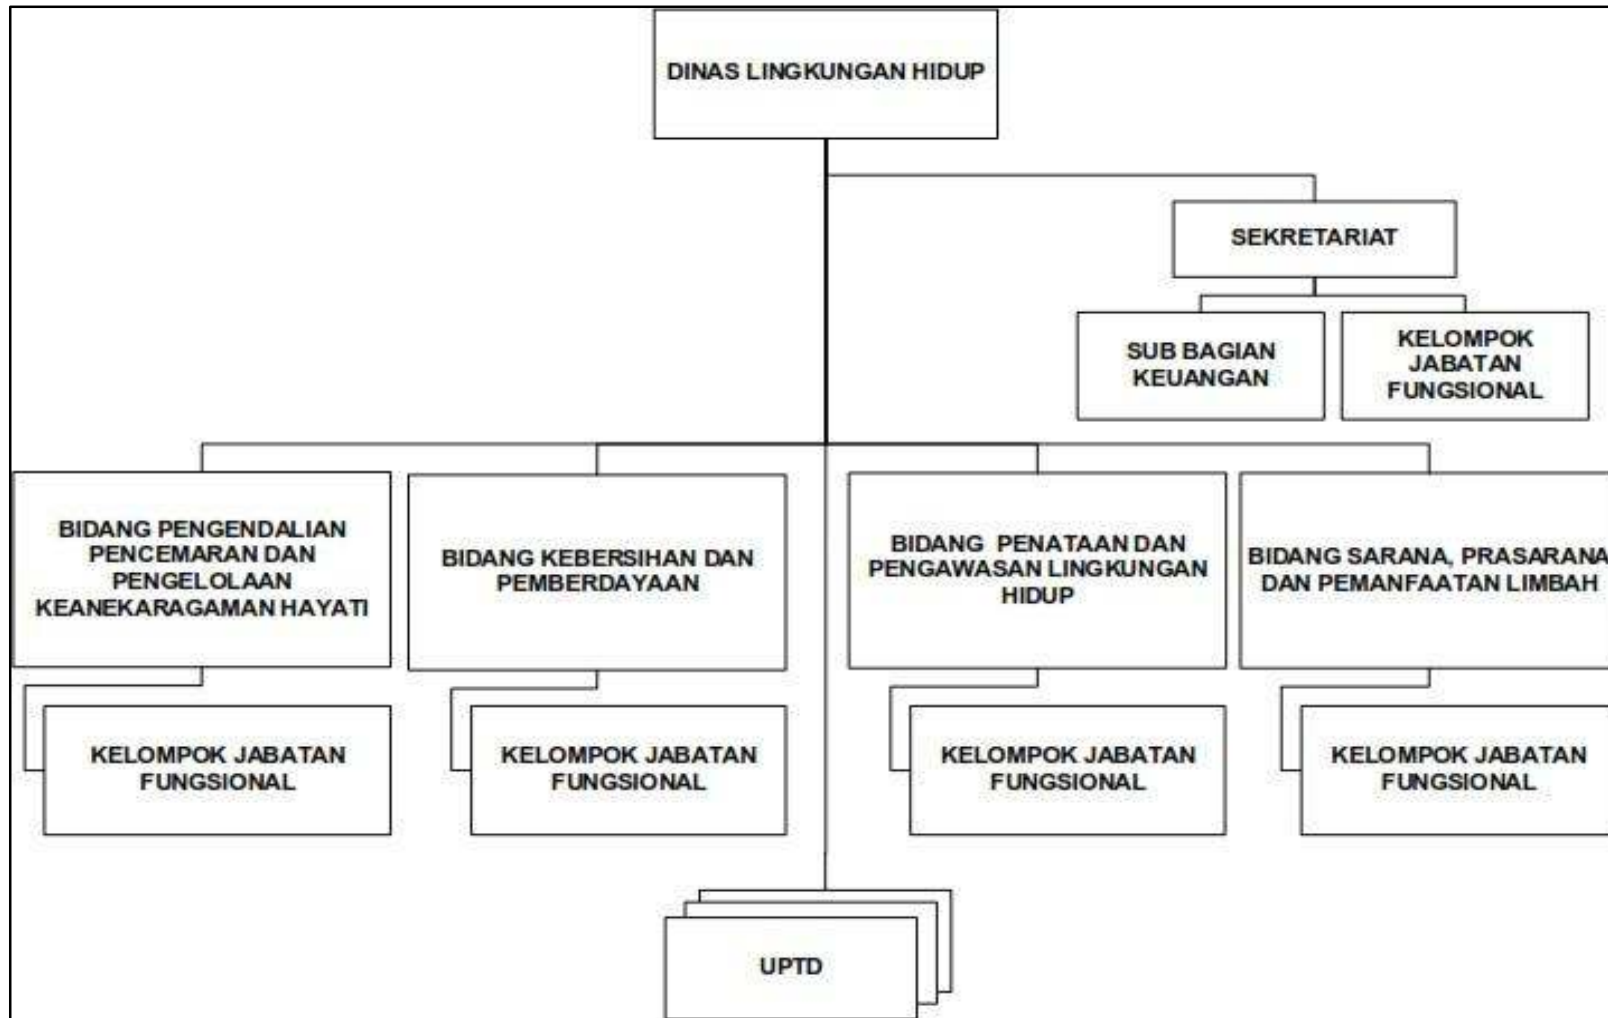 DINAS LINGKUNGAN HIDUP
SEKRETARIAT
SUB BAGIAN
KEUANGAN
KELOMPOK
JABATAN
FUNGSIONAL
BIDANG PENGENDALIAN
PENCEMARAN DAN
PENGELOLAAN
KEANEKARAGAMAN HAYATI
BIDANG KEBERSIHAN DAN
PEMBERDAYAAN
BIDANG PENATAAN DAN
PENGAWASAN LINGKUNGAN
HIDUP
BIDANG SARANA, PRASARANA
DAN PEMANFAATAN LIMBAH
KELOMPOK JABATAN
FUNGSIONAL
KELOMPOK JABATAN
FUNGSIONAL
KELOMPOK JABATAN
FUNGSIONAL
KELOMPOK JABATAN
FUNGSIONAL
UPTD